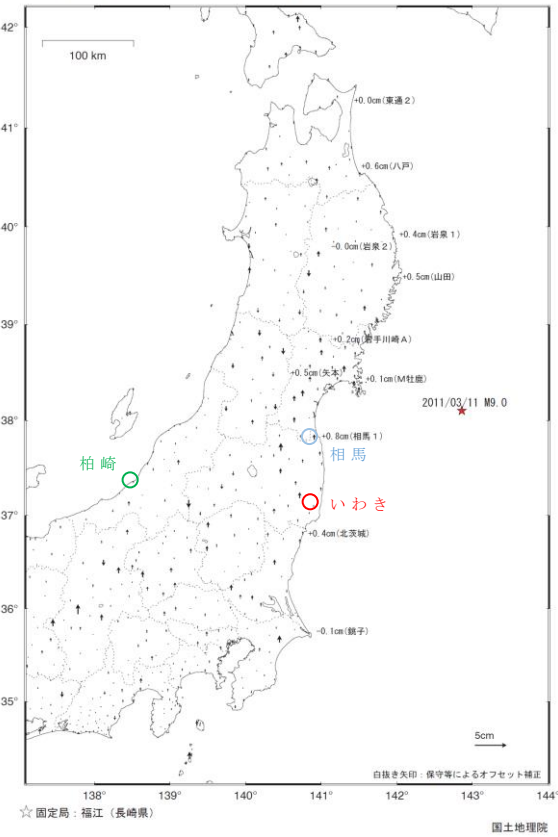 42°
100 km
+0.0cm(東通2)
41°
+0.6cm(八戸)
40°
+0.4cm(岩泉1)
-0.0cm(岩泉2)
+0.5cm(山田)
39°
+0.2cm(岩手川崎A)
+0.5cm(矢本)
+0.1cm(M牡鹿)
2011/03/11 M9.0
38°
+0.8cm(相馬1)
相馬
柏崎
いわき
37°
+0.4cm(北茨城)
36°
-0.1cm(銚子)
35°
5cm
白抜き矢印:保守等によるオフセット補正
138° 139° 140° 141° 142° 143° 144°
☆ 固定局:福江(長崎県)
国土地理院